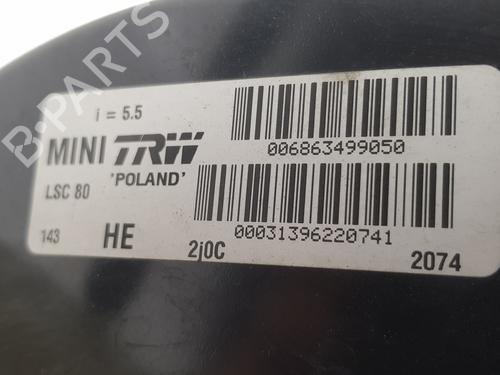 i = 5.5
MINI TRW
006863499050
LSC 80 'POLAND'
00031396220741
143 HE 2j0C 2074
B-PARTS